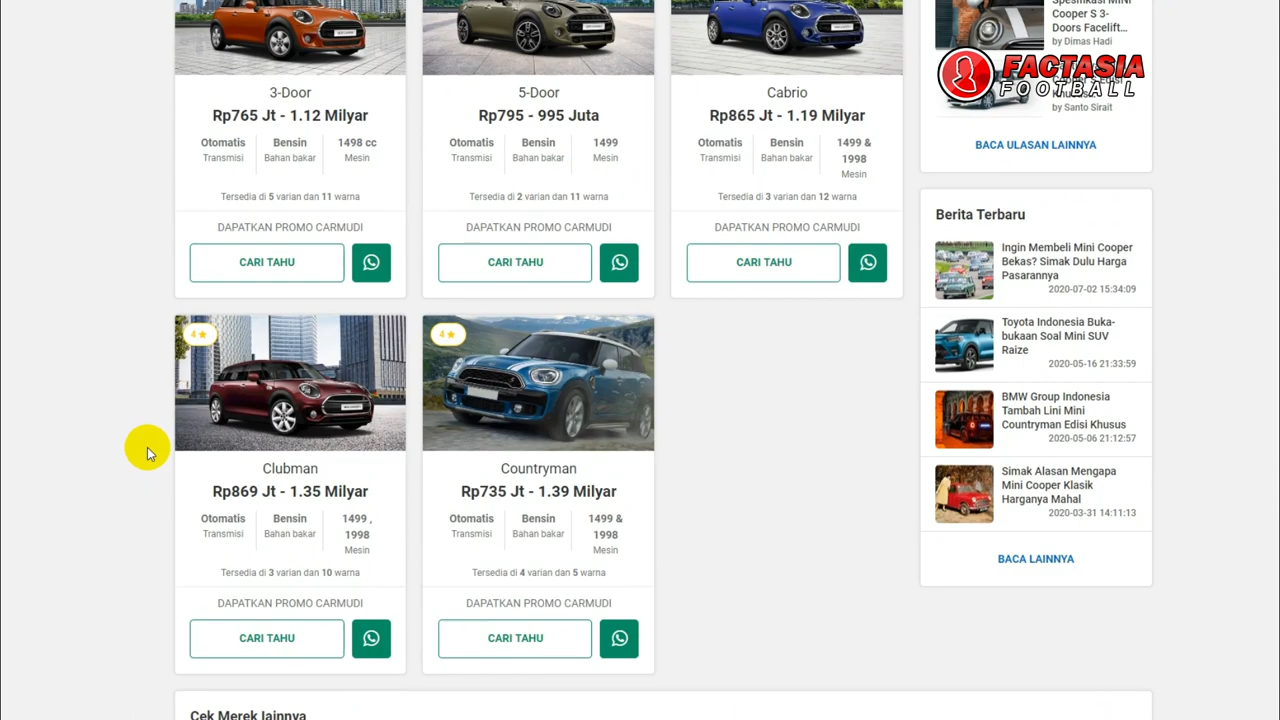 Spesifikasi MINI
Cooper S 3-
Doors Facelift...
by Dimas Hadi
FACTASIA
FOOTBALL
by Santo Sirait
BACA ULASAN LAINNYA
3-Door
Rp765 Jt - 1.12 Milyar
Otomatis
Transmisi
Bensin
Bahan bakar
1498 cc
Mesin
Tersedia di 5 varian dan 11 warna
DAPATKAN PROMO CARMUDI
CARI TAHU
5-Door
Rp795 - 995 Juta
Otomatis
Transmisi
Bensin
Bahan bakar
1499
Mesin
Tersedia di 2 varian dan 11 warna
DAPATKAN PROMO CARMUDI
CARI TAHU
Cabrio
Rp865 Jt - 1.19 Milyar
Otomatis
Transmisi
Bensin
Bahan bakar
1499 &
1998
Mesin
Tersedia di 3 varian dan 12 warna
DAPATKAN PROMO CARMUDI
CARI TAHU
4
Clubman
Rp869 Jt - 1.35 Milyar
Otomatis
Transmisi
Bensin
Bahan bakar
1499 ,
1998
Mesin
Tersedia di 3 varian dan 10 warna
DAPATKAN PROMO CARMUDI
CARI TAHU
4
Countryman
Rp735 Jt - 1.39 Milyar
Otomatis
Transmisi
Bensin
Bahan bakar
1499 &
1998
Mesin
Tersedia di 4 varian dan 5 warna
DAPATKAN PROMO CARMUDI
CARI TAHU
Berita Terbaru
Ingin Membeli Mini Cooper
Bekas? Simak Dulu Harga
Pasarannya
2020-07-02 15:34:09
Toyota Indonesia Buka-
bukaan Soal Mini SUV
Raize
2020-05-16 21:33:59
BMW Group Indonesia
Tambah Lini Mini
Countryman Edisi Khusus
2020-05-06 21:12:57
Simak Alasan Mengapa
Mini Cooper Klasik
Harganya Mahal
2020-03-31 14:11:13
BACA LAINNYA
Cek Merek lainnya